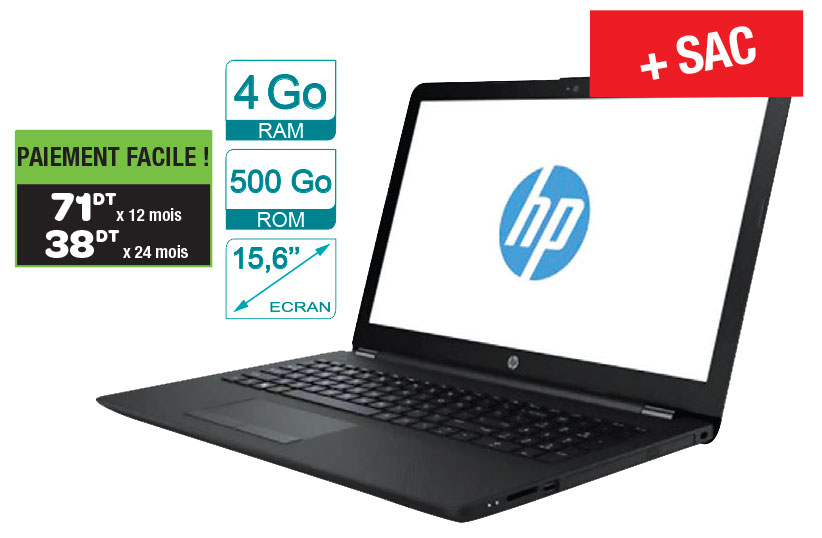 + SAC
4 Go
RAM
PAIEMENT FACILE !
71DT x 12 mois
38DT x 24 mois
500 Go
ROM
15,6”
ECRAN
hp
hp